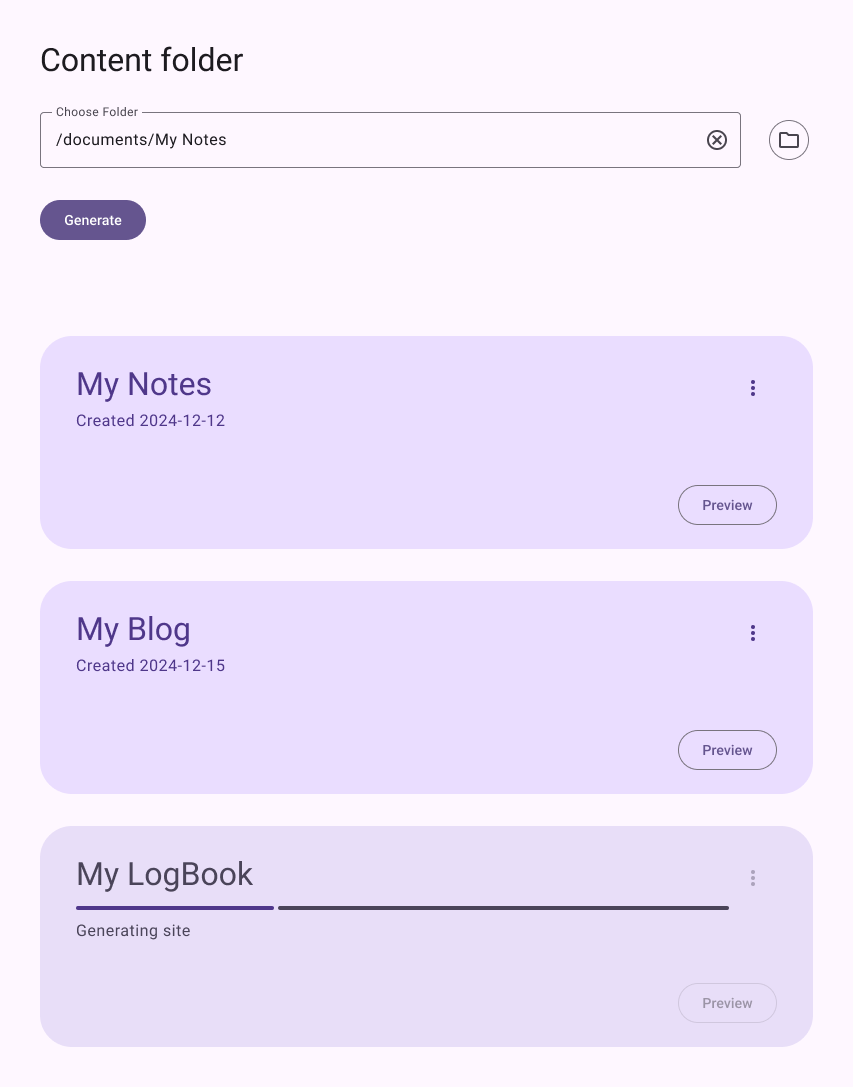 Content folder
Choose Folder
/documents/My Notes
Generate
My Notes
Created 2024-12-12
Preview
My Blog
Created 2024-12-15
Preview
My LogBook
Generating site
Preview